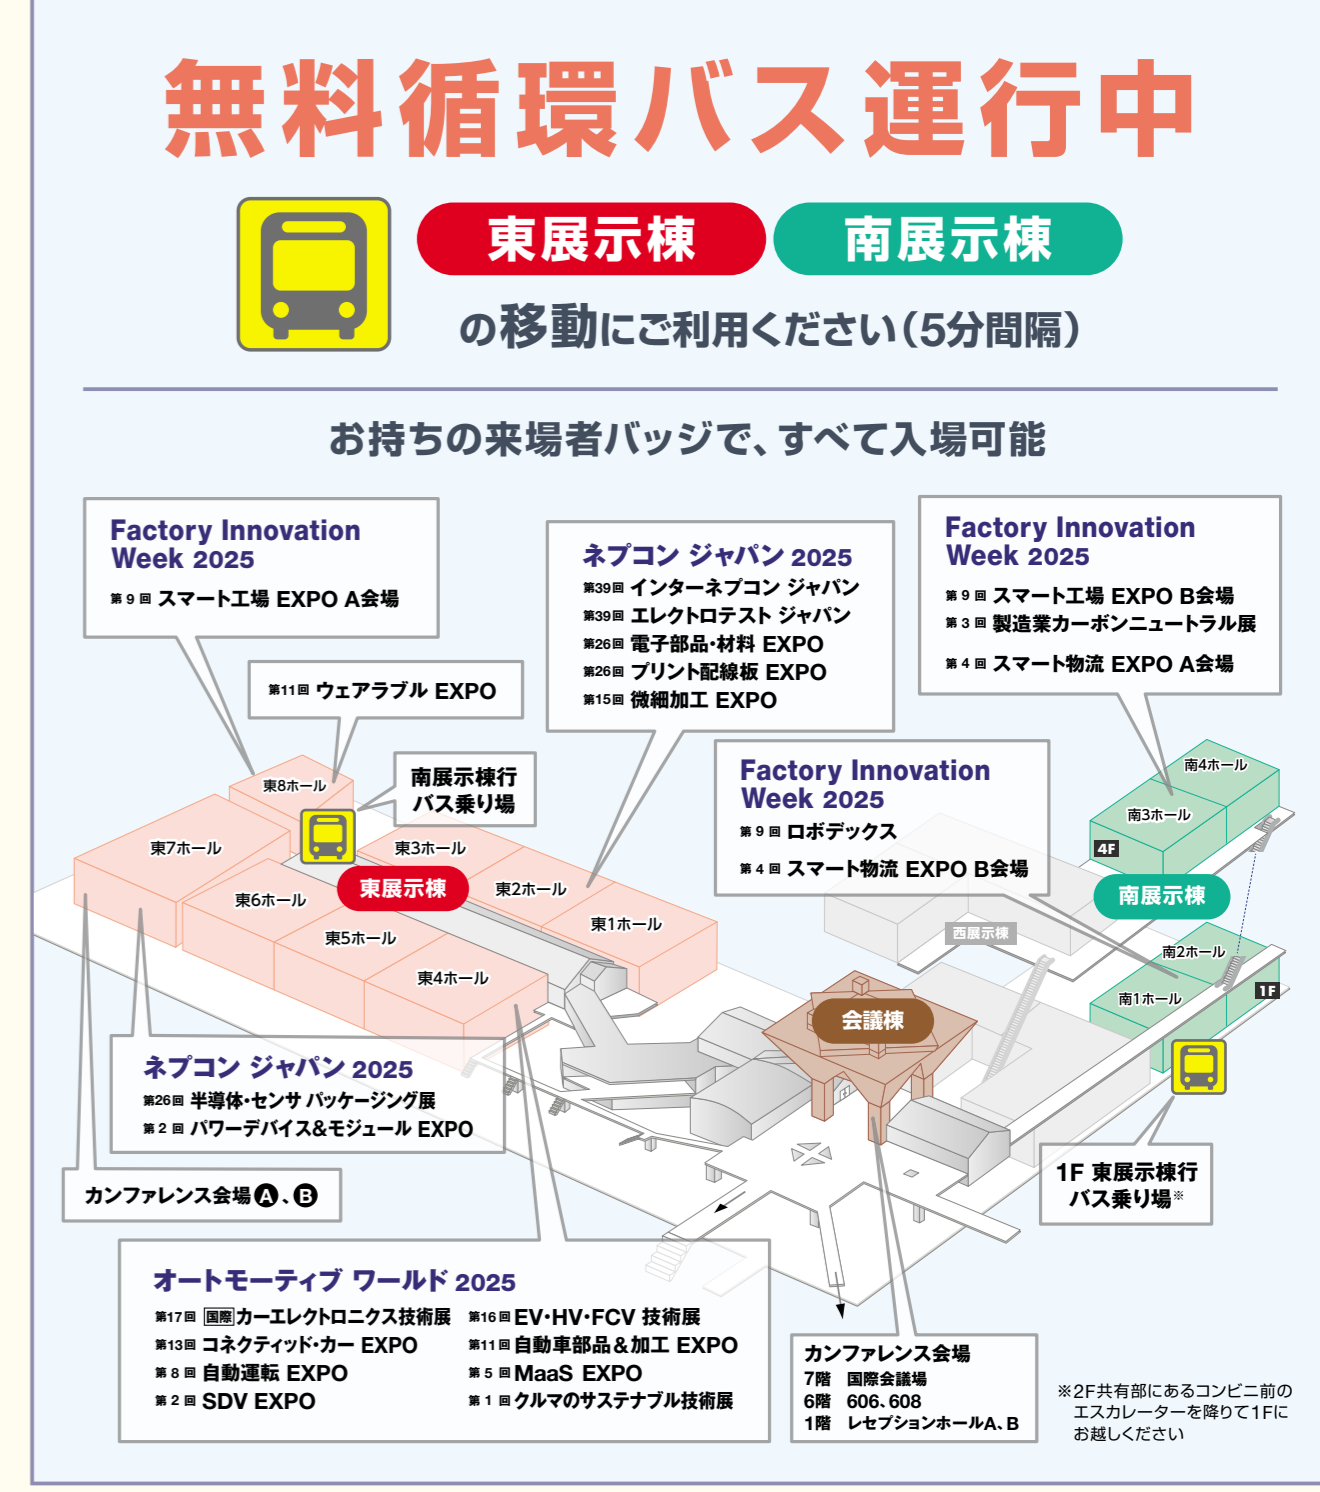 無料循環バス運行中
東展示棟 南展示棟
の移動にご利用ください（5分間隔）
お持ちの来場者バッジで、すべて入場可能
Factory Innovation
Week 2025
第 9 回 スマート工場 EXPO A会場
第11回 ウェアラブル EXPO
ネプコン ジャパン 2025
第39回 インターネプコン ジャパン
第39回 エレクトロテスト ジャパン
第26回 電子部品・材料 EXPO
第26回 プリント配線板 EXPO
第15回 微細加工 EXPO
Factory Innovation
Week 2025
第 9 回 スマート工場 EXPO B会場
第 3 回 製造業カーボンニュートラル展
第 4 回 スマート物流 EXPO A会場
南展示棟行
バス乗り場
Factory Innovation
Week 2025
第 9 回 ロボデックス
第 4 回 スマート物流 EXPO B会場
東8ホール
東7ホール
東6ホール
東5ホール
東4ホール
東3ホール
東2ホール
東1ホール
東展示棟
南4ホール
南3ホール
4F
南展示棟
西展示棟
南2ホール
南1ホール
1F
会議棟
ネプコン ジャパン 2025
第26回 半導体・センサ パッケージング展
第 2 回 パワーデバイス&モジュール EXPO
カンファレンス会場A、B
1F 東展示棟行
バス乗り場※
オートモーティブ ワールド 2025
第17回 国際カーエレクトロニクス技術展
第13回 コネクティッド・カー EXPO
第 8 回 自動運転 EXPO
第 2 回 SDV EXPO
第16回 EV・HV・FCV 技術展
第11回 自動車部品＆加工 EXPO
第 5 回 MaaS EXPO
第 1 回 クルマのサステナブル技術展
カンファレンス会場
7階 国際会議場
6階 606、608
1階 レセプションホールA、B
※2F共有部にあるコンビニ前の
エスカレーターを降りて1Fに
お越しください